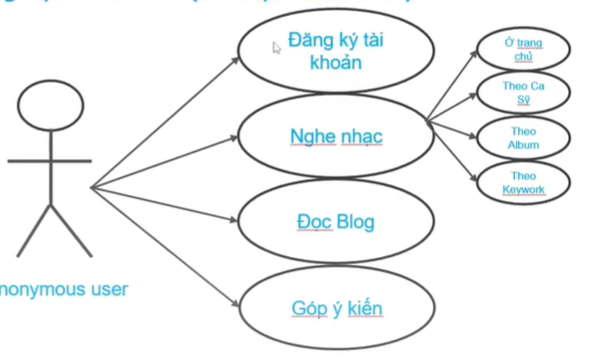 Đăng ký tài
khoản
Nghe nhạc
Đọc Blog
Góp ý kiến
Ở trang
chủ
Theo Ca
Sỹ
Theo
Album
Theo
Keywork
nonymous user